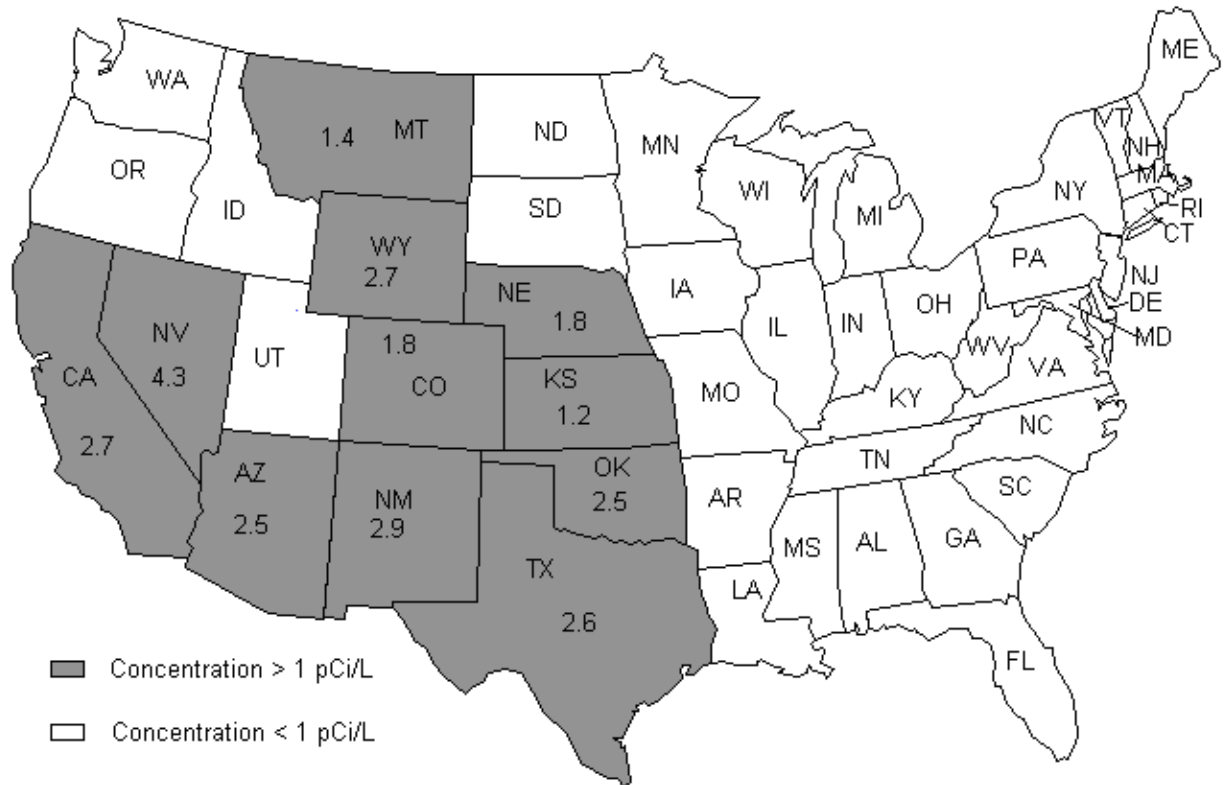 ME
WA
VT
MT
ND
1.4
NH
MN
OR
MA
WI
NY
ID
SD
MI
RI
CT
WY
PA
2.7
NJ
NE
IA
DE
1.8
OH
NV
IL
IN
MD
1.8
WV
UT
VA
CA
4.3
KS
CO
MO
KY
1.2
NC
2.7
TN
OK
AZ
SC
NM
2.5
AR
2.5
2.9
GA
MS
AL
TX
LA
2.6
FL
Concentration > 1 pCi/L
Concentration < 1 pCi/L